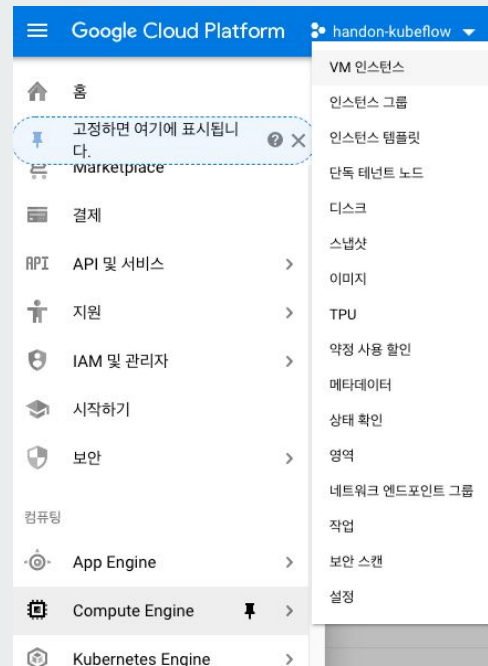 Google Cloud Platform
handon-kubeflow
홈
고정하면 여기에 표시됩니
다.
Marketplace
결제
API
API 및 서비스
지원
IAM 및 관리자
시작하기
보안
컴퓨팅
App Engine
Compute Engine
Kubernetes Engine
VM 인스턴스
인스턴스 그룹
인스턴스 템플릿
단독 테넌트 노드
디스크
스냅샷
이미지
TPU
약정 사용 할인
메타데이터
상태 확인
영역
네트워크 엔드포인트 그룹
작업
보안 스캔
설정